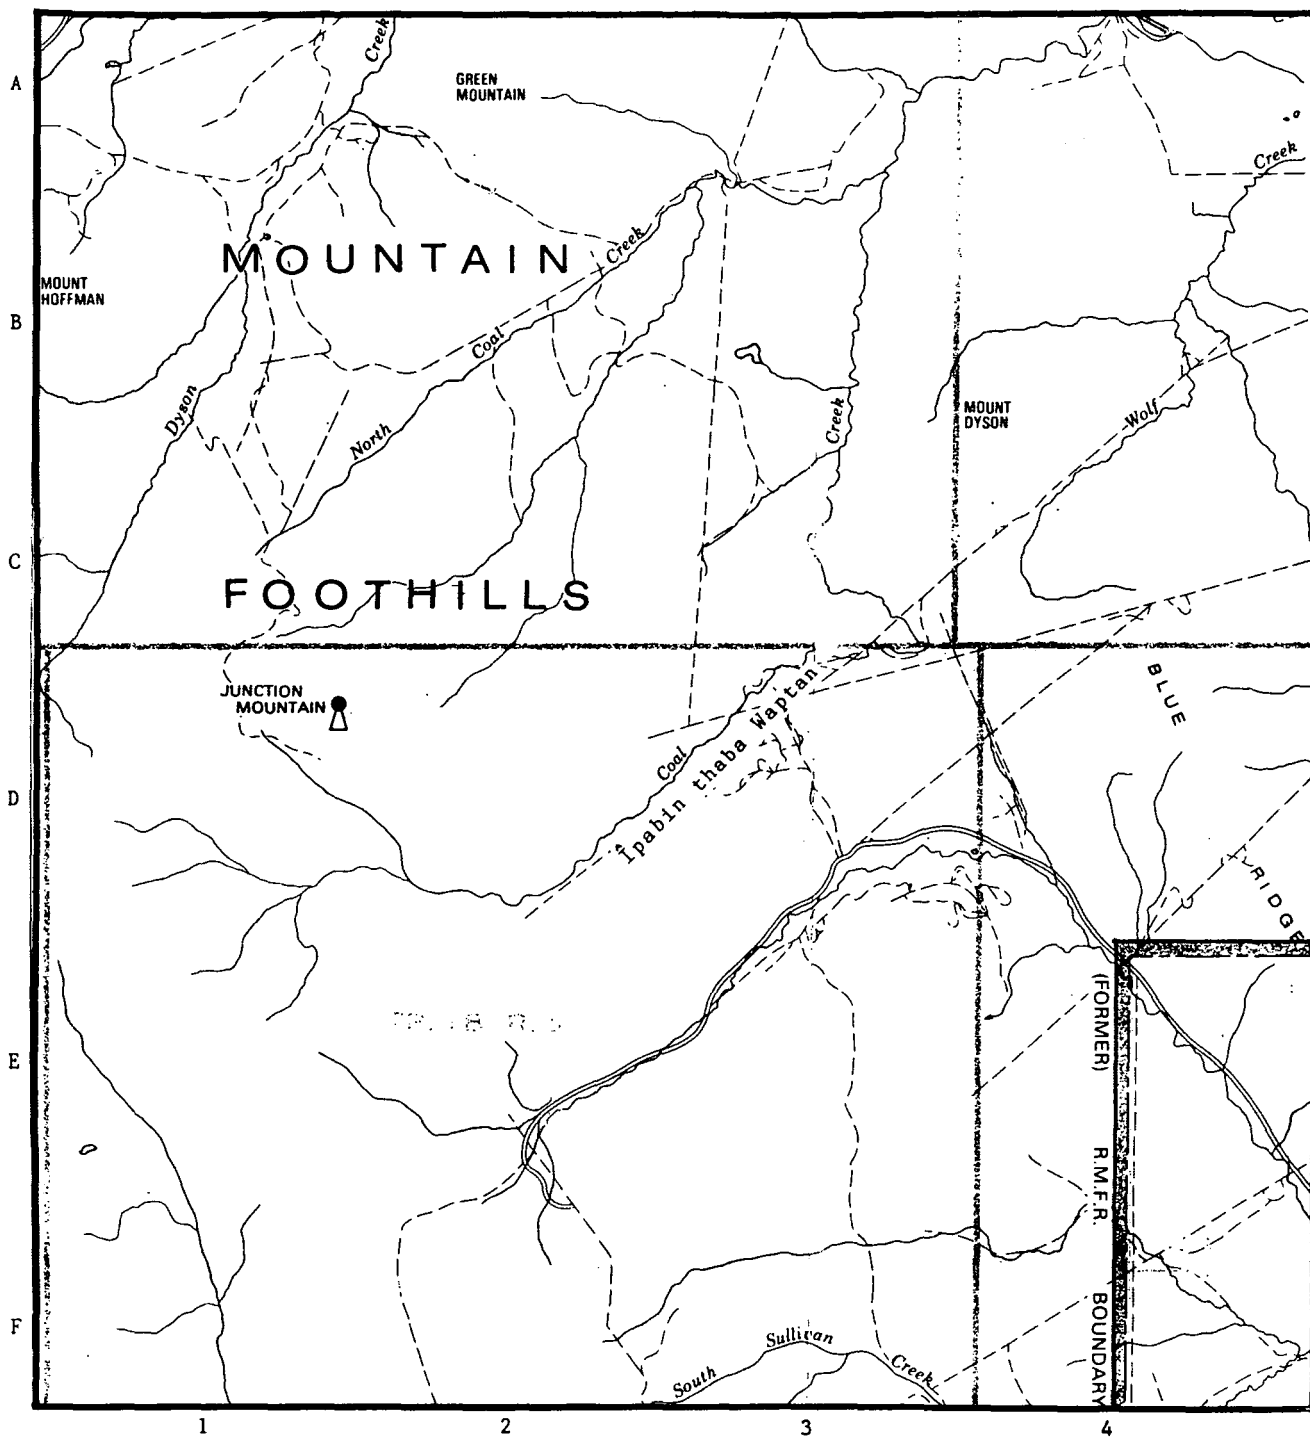 A
Creek
GREEN
MOUNTAIN
Creek
MOUNTAIN
Creek
MOUNT
HOFFMAN
B
Coal
Dyson
North
Creek
MOUNT
DYSON
Wolf
C
FOOTHILLS
JUNCTION
MOUNTAIN
BLUE
RIDGE
D
Coal
Îpabin thaba Waptan
E
(FORMER)
R.M.F.R.
BOUNDARY
F
South
Sullivan
Creek
1
2
3
4